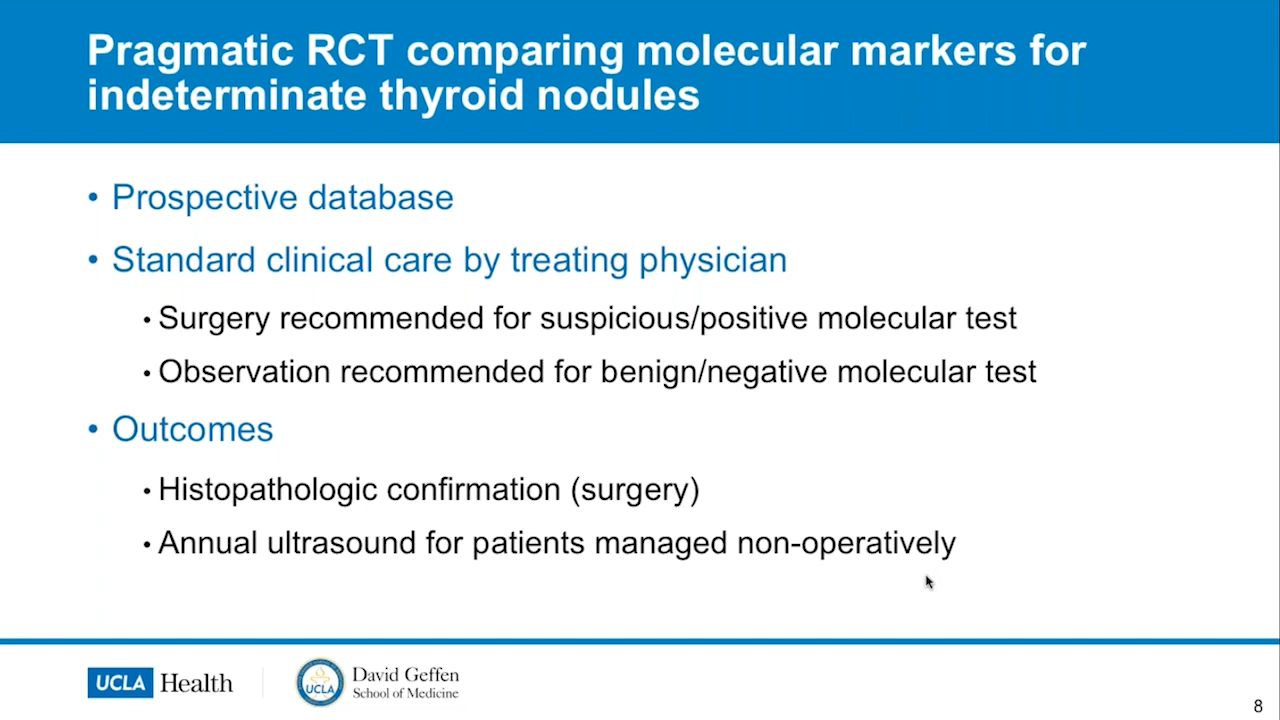 Pragmatic RCT comparing molecular markers for
indeterminate thyroid nodules
• Prospective database
• Standard clinical care by treating physician
• Surgery recommended for suspicious/positive molecular test
• Observation recommended for benign/negative molecular test
• Outcomes
• Histopathologic confirmation (surgery)
• Annual ultrasound for patients managed non-operatively
UCLA Health
UCLA
David Geffen
School of Medicine
8